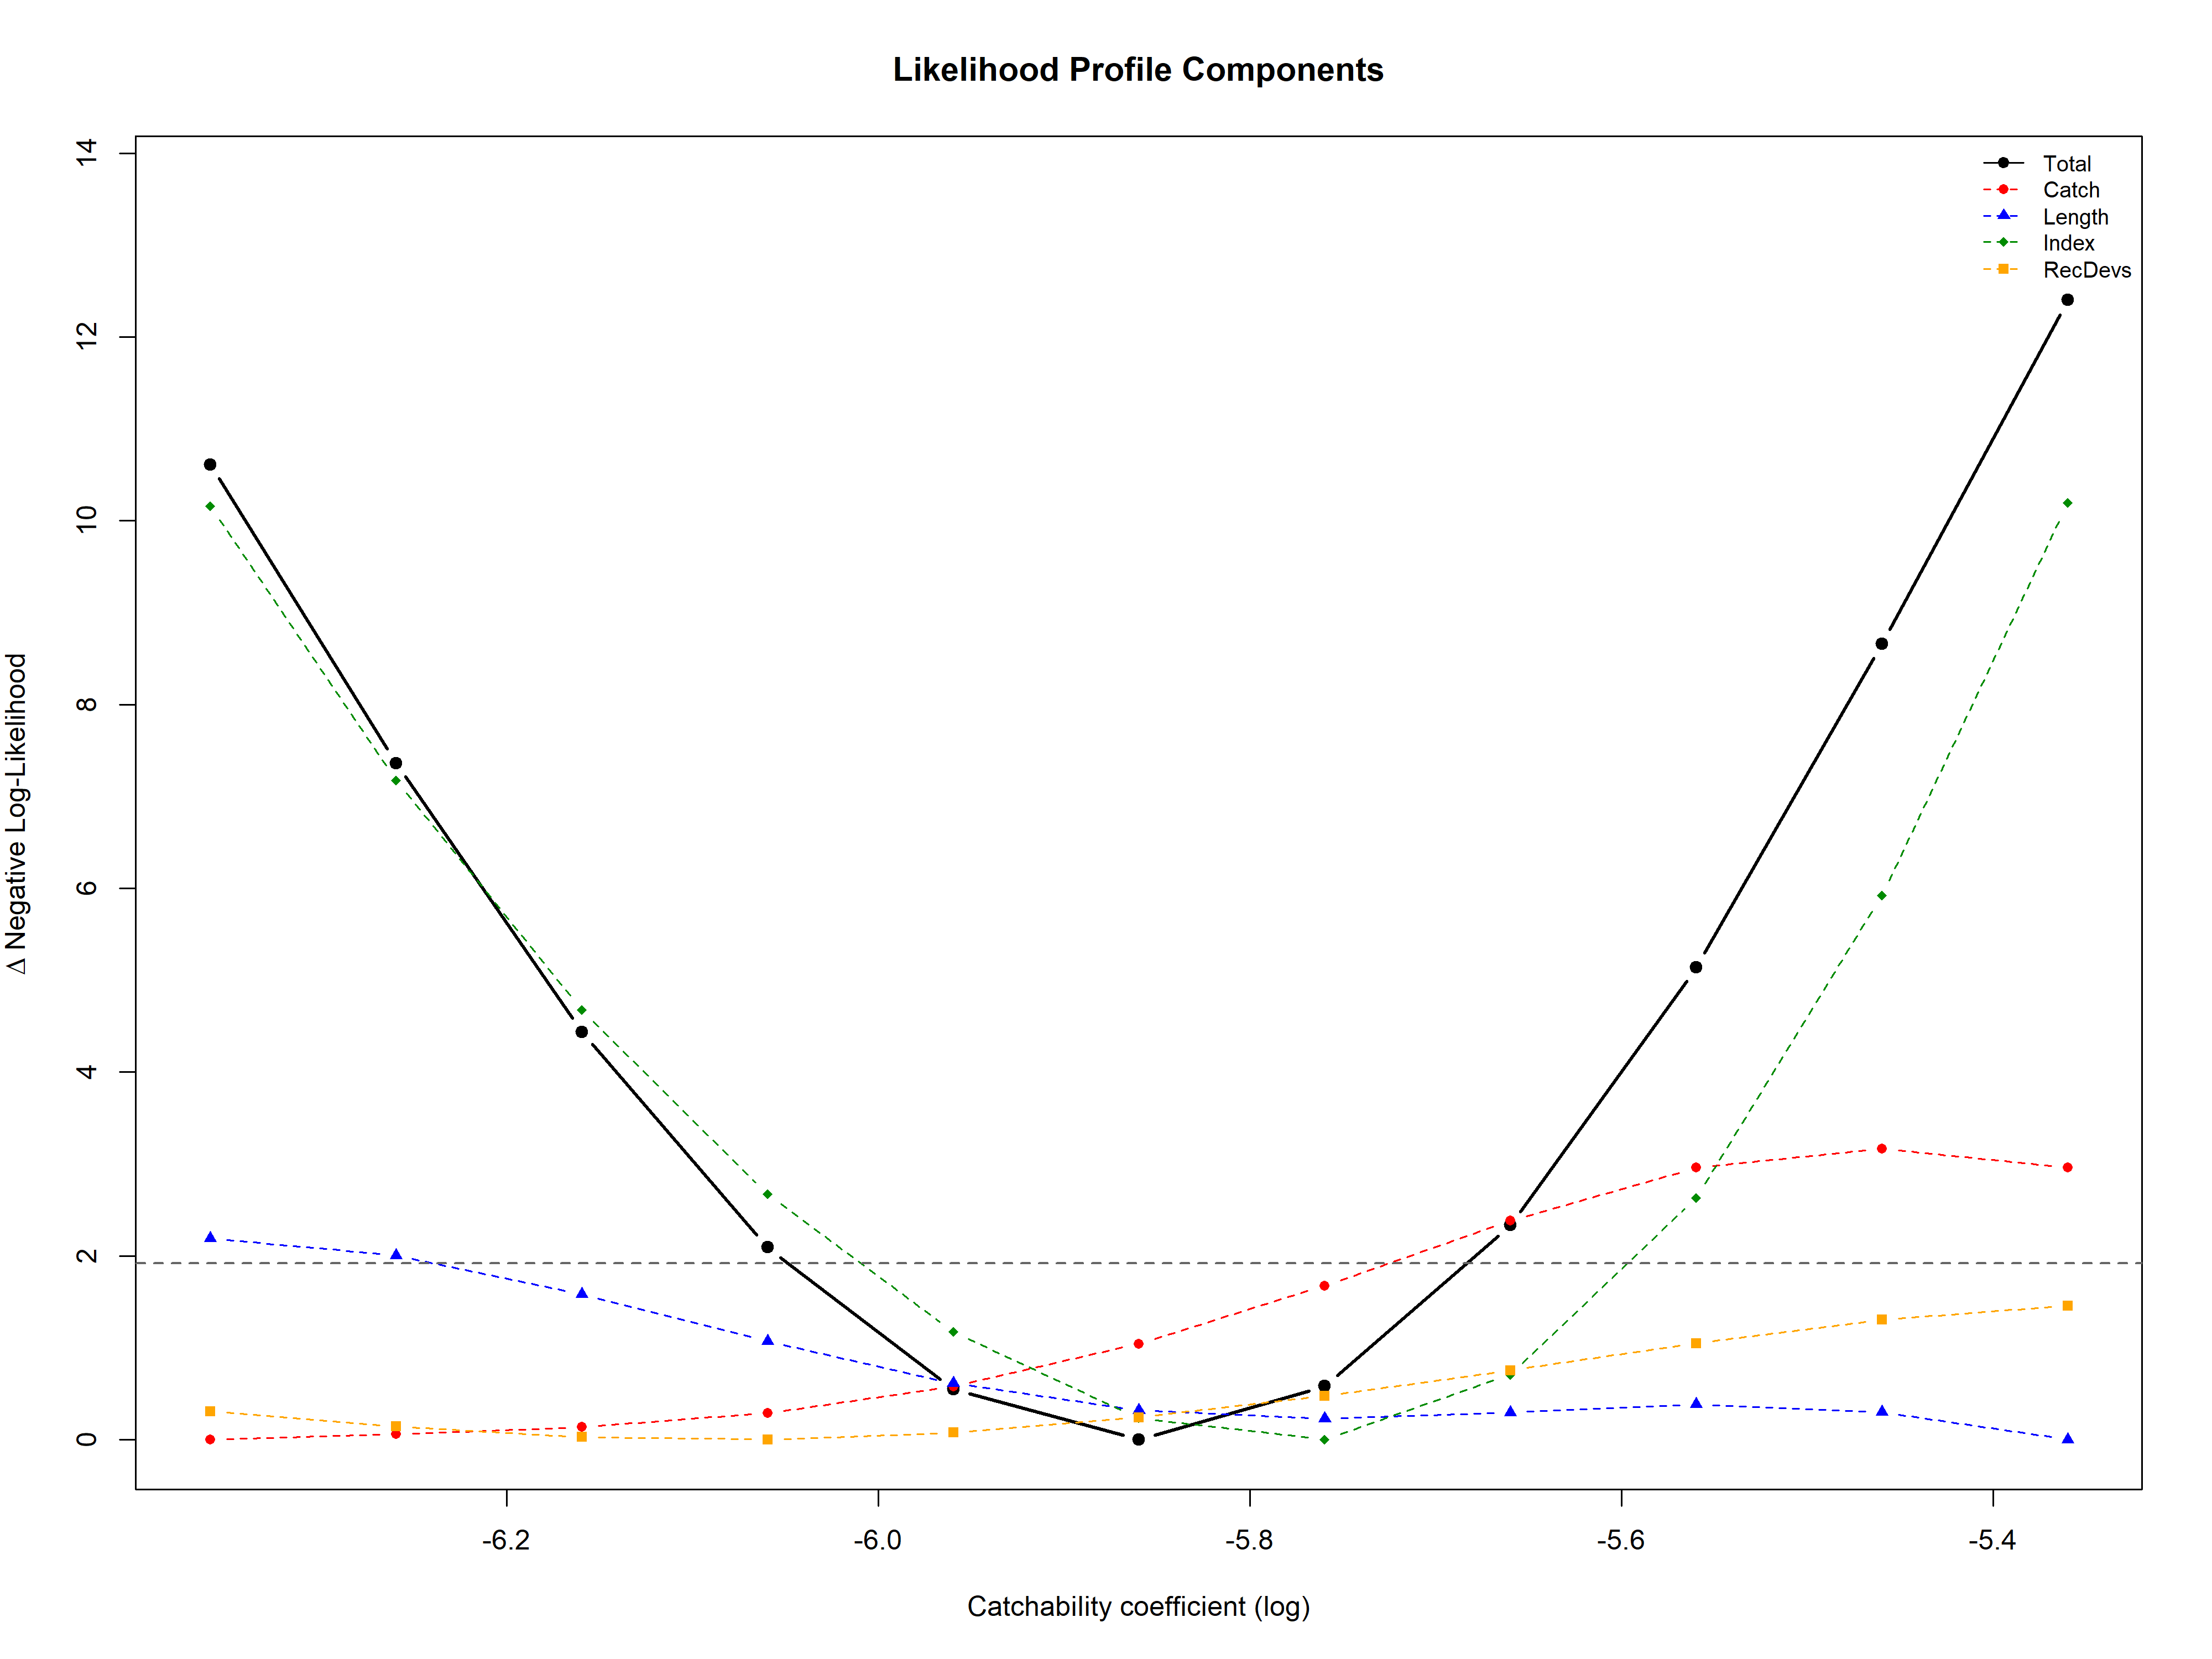 Likelihood Profile Components
Total
Catch
Length
Index
RecDevs
Δ Negative Log-Likelihood
14
12
10
8
6
4
2
0
-6.2
-6.0
-5.8
-5.6
-5.4
Catchability coefficient (log)